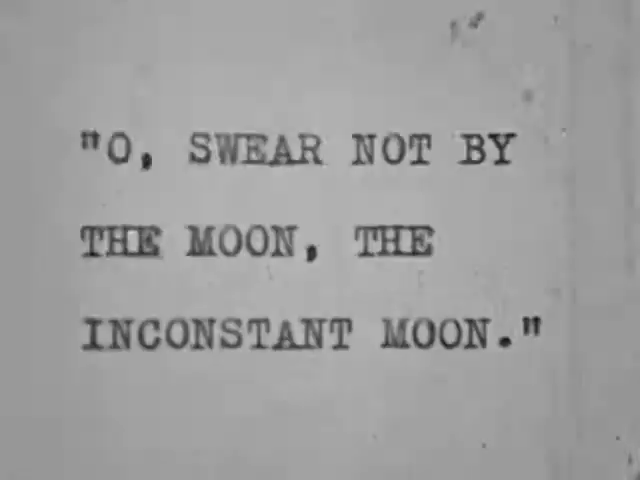 "O, SWEAR NOT BY
THE MOON, THE
INCONSTANT MOON."